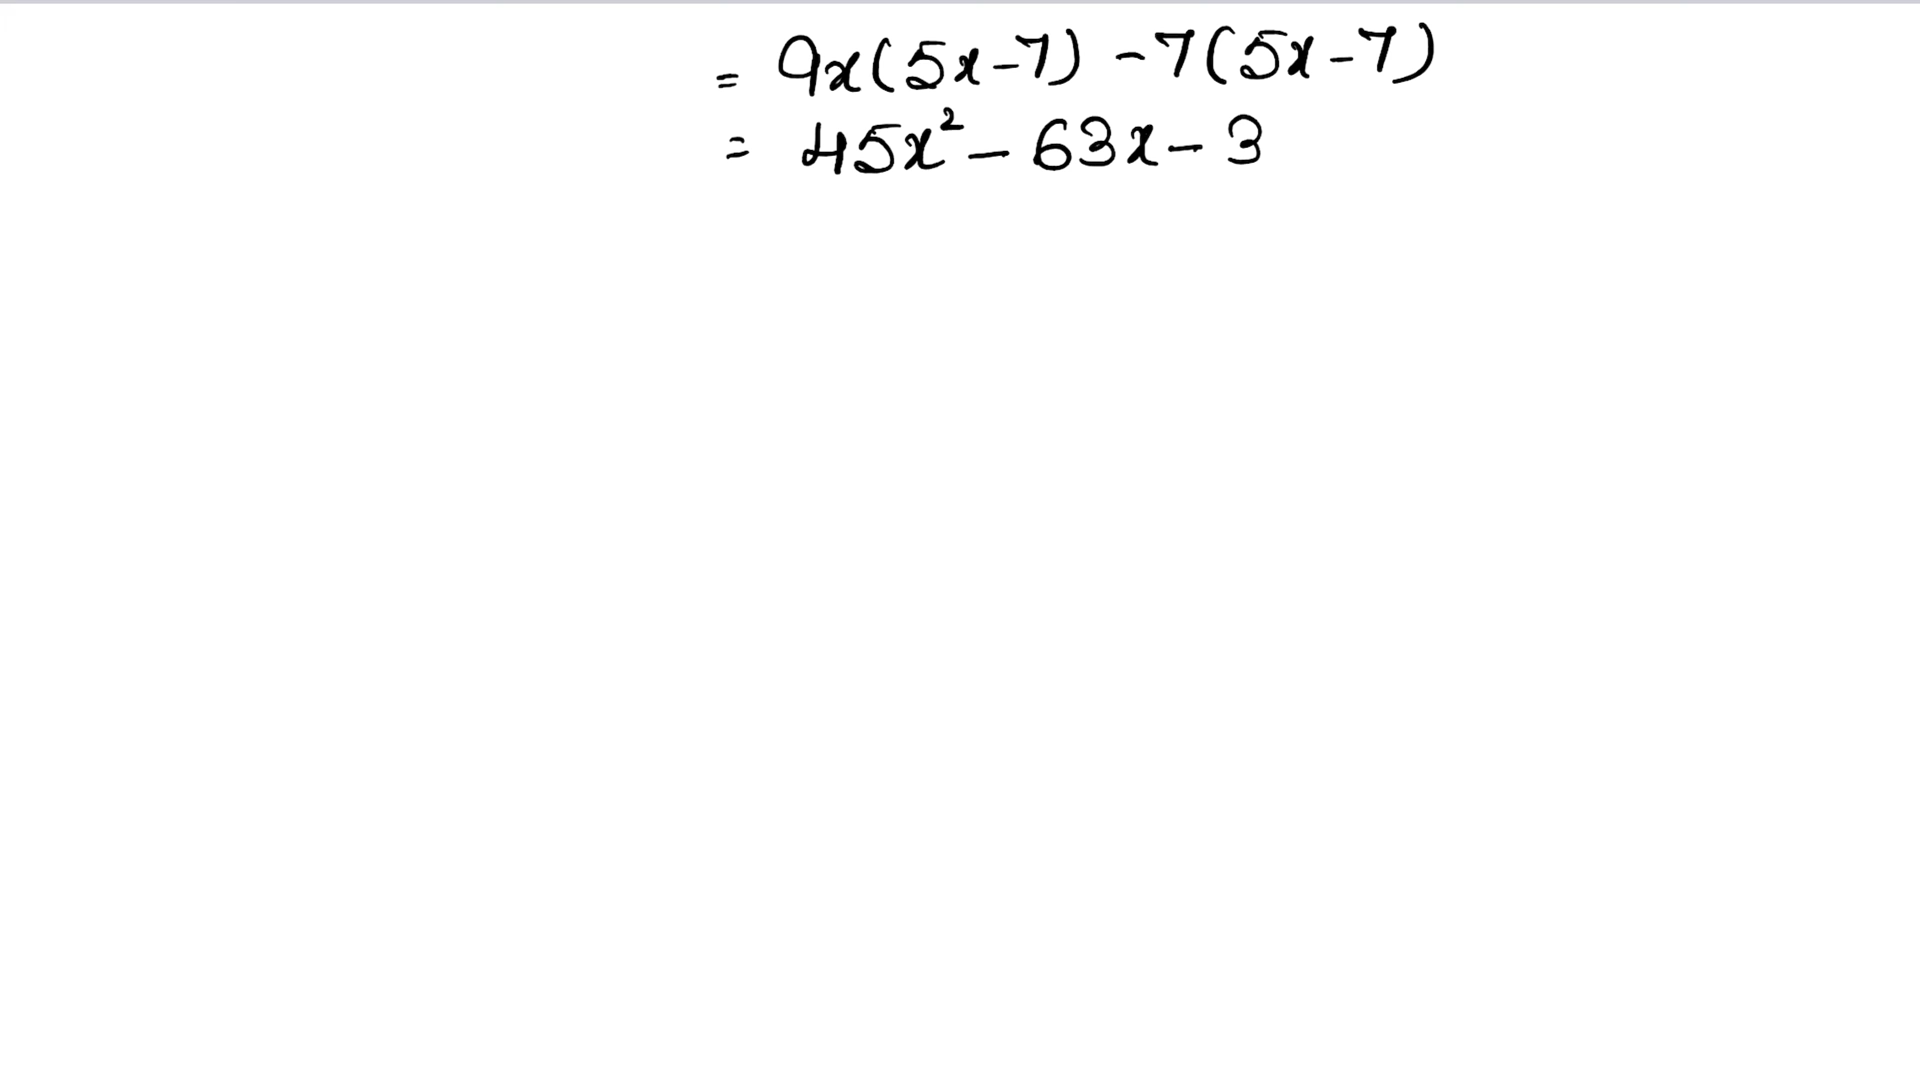 = 9x(5x-7) -7(5x-7)
= 45x² - 63x - 3